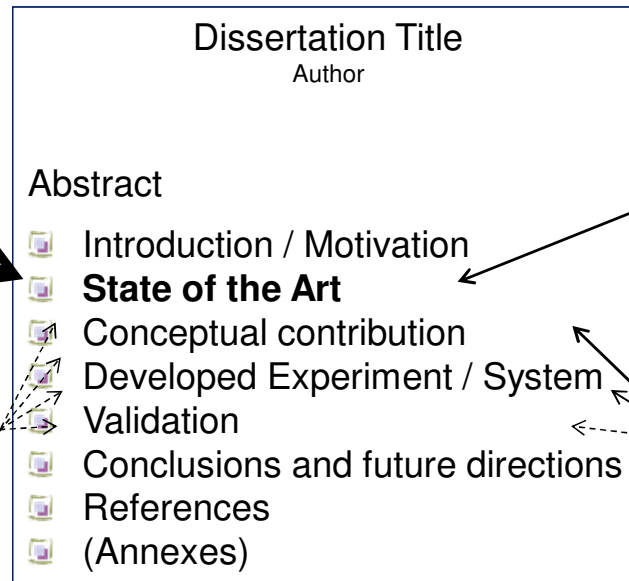 Dissertation Title
Author
Abstract
Introduction / Motivation
State of the Art
Conceptual contribution
Developed Experiment / System
Validation
Conclusions and future directions
References
(Annexes)